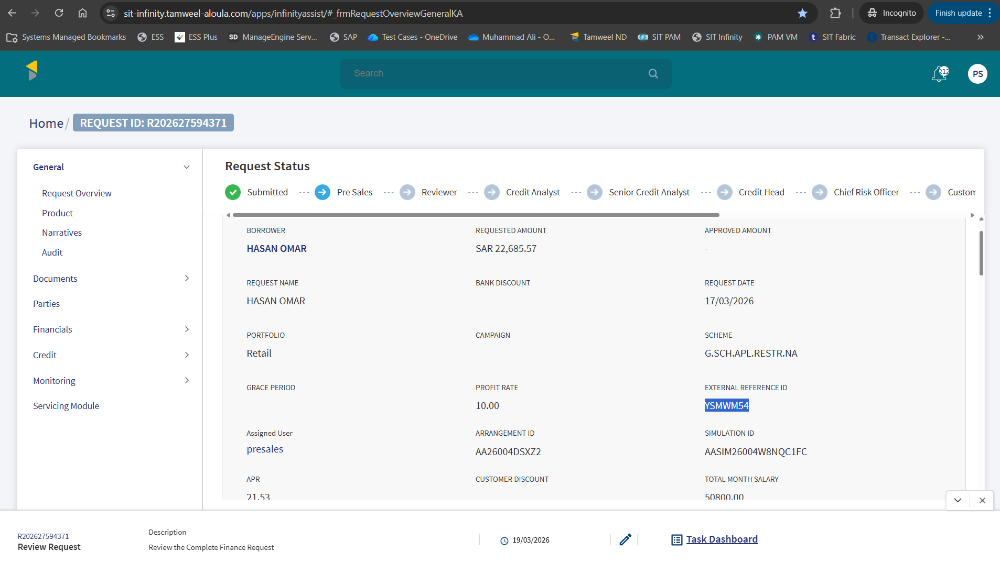 sit-infinity.tamweel-aloula.com/apps/infinityassist/#_frmRequestOverviewGeneralKA
Incognito
Finish update
Systems Managed Bookmarks
ESS
ESS Plus
SD ManageEngine Serv...
SAP
Test Cases - OneDrive
Muhammad Ali - O...
Tamweel ND
SIT PAM
SIT Infinity
PAM VM
t SIT Fabric
t Transact Explorer -...
Search
212
PS
Home / REQUEST ID: R202627594371
General
Request Overview
Product
Narratives
Audit
Documents
Parties
Financials
Credit
Monitoring
Servicing Module
Request Status
Submitted --- Pre Sales --- Reviewer --- Credit Analyst --- Senior Credit Analyst --- Credit Head --- Chief Risk Officer --- Custom
BORROWER
HASAN OMAR
REQUESTED AMOUNT
SAR 22,685.57
APPROVED AMOUNT
-
REQUEST NAME
HASAN OMAR
BANK DISCOUNT
REQUEST DATE
17/03/2026
PORTFOLIO
Retail
CAMPAIGN
SCHEME
G.SCH.APL.RESTR.NA
GRACE PERIOD
PROFIT RATE
10.00
EXTERNAL REFERENCE ID
YSMWM54
Assigned User
presales
ARRANGEMENT ID
AA26004DSXZ2
SIMULATION ID
AASIM26004W8NQC1FC
APR
21.53
CUSTOMER DISCOUNT
TOTAL MONTH SALARY
50800.00
R202627594371
Review Request
Description
Review the Complete Finance Request
19/03/2026
Task Dashboard